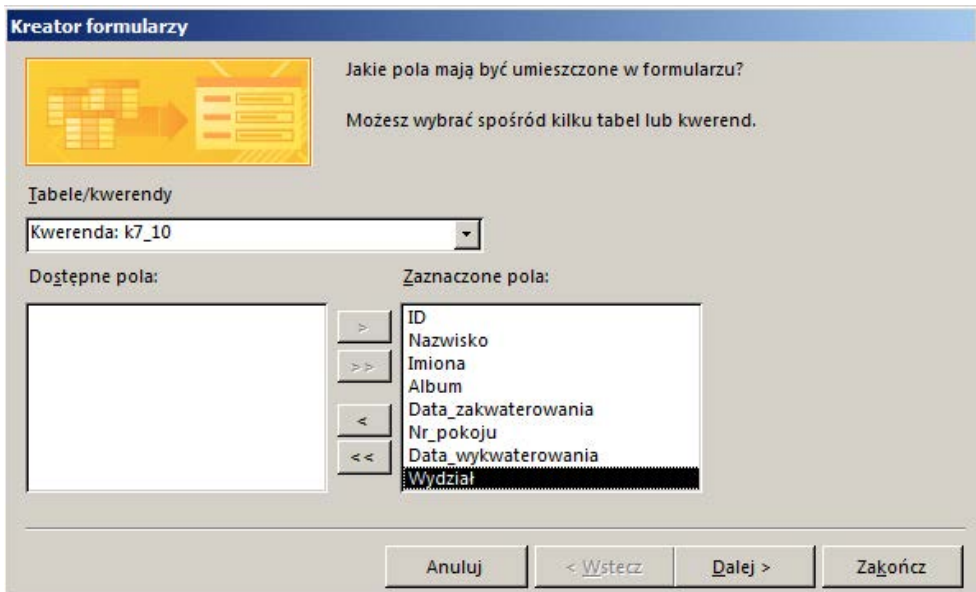 Kreator formularzy
Jakie pola mają być umieszczone w formularzu?
Możesz wybrać spośród kilku tabel lub kwerend.
Tabele/kwerendy
Kwerenda: k7_10
Dostępne pola:
Zaznaczone pola:
ID
Nazwisko
Imiona
Album
Data_zakwaterowania
Nr_pokoju
Data_wykwaterowania
Wydział
>
>>
<
<<
Anuluj
< Wstecz
Dalej >
Zakończ